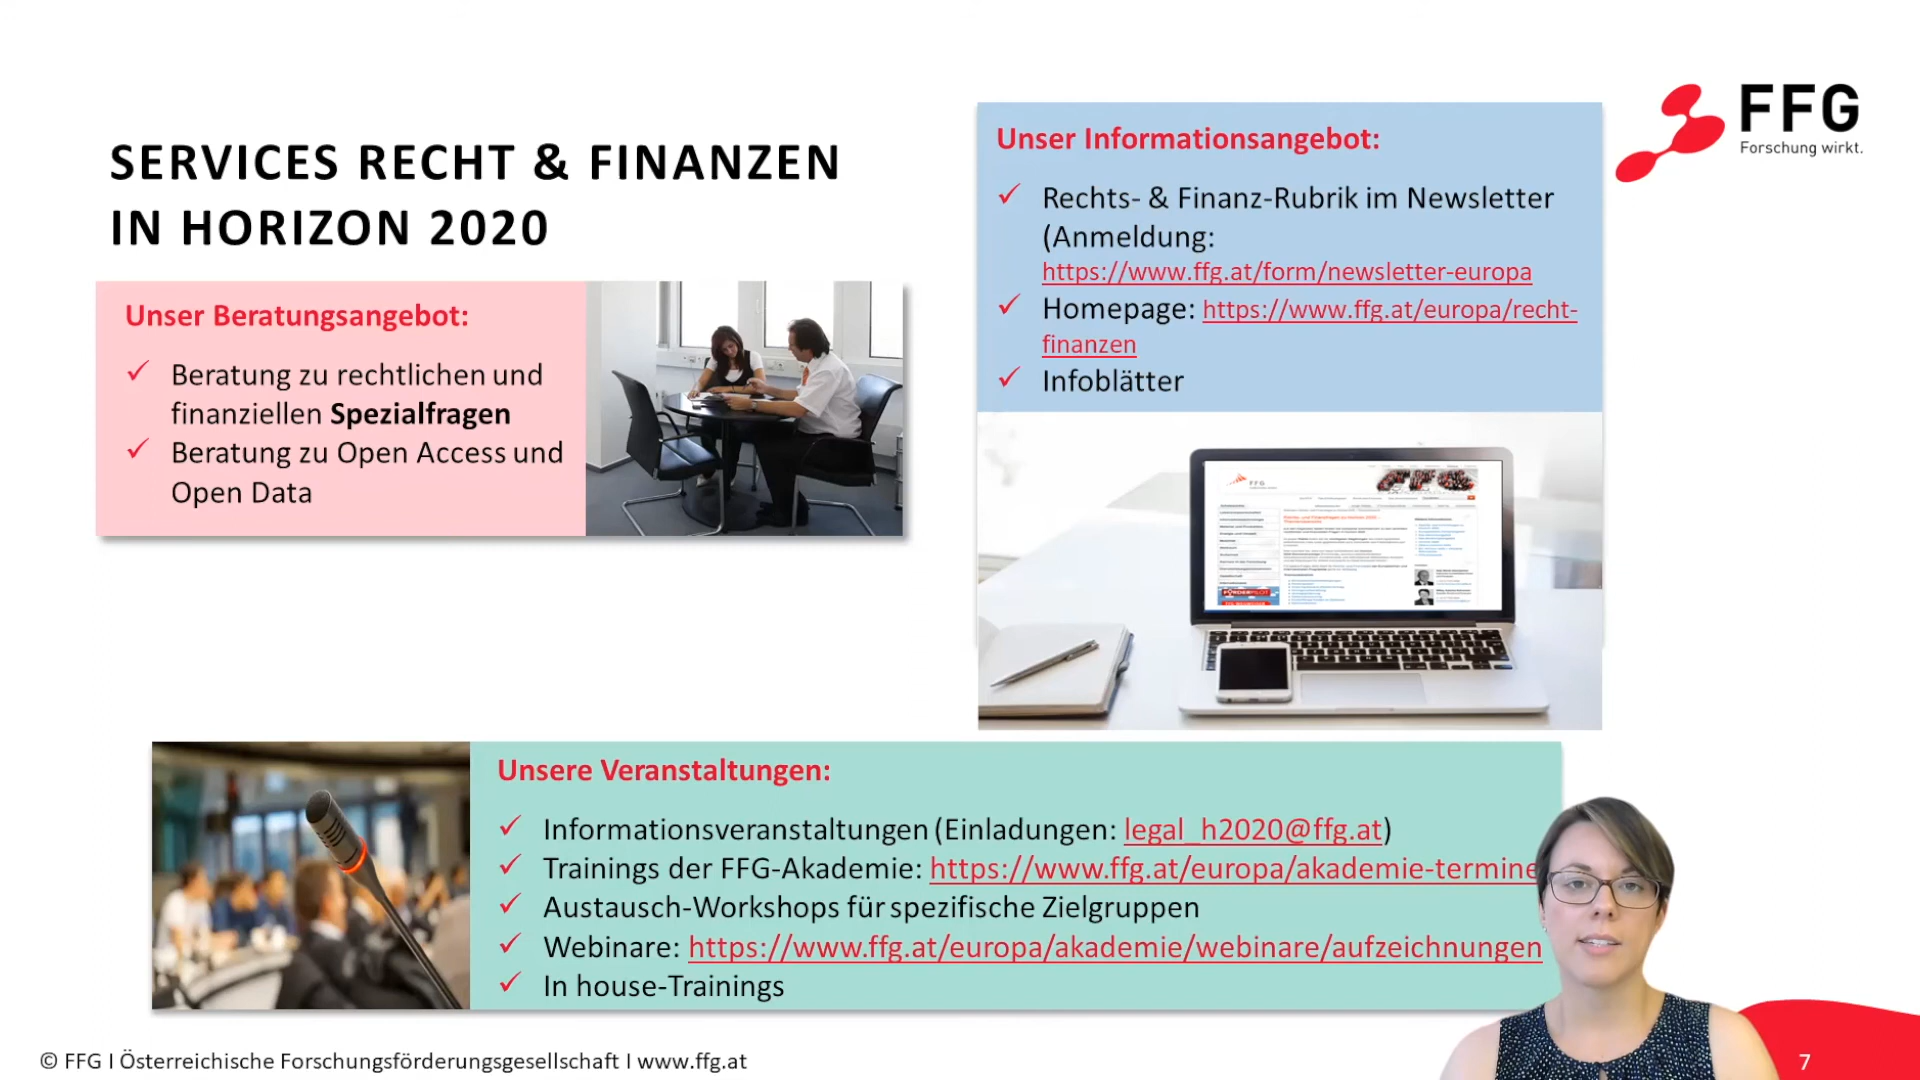 SERVICES RECHT & FINANZEN
IN HORIZON 2020
Unser Beratungsangebot:
✓ Beratung zu rechtlichen und
finanziellen Spezialfragen
✓ Beratung zu Open Access und
Open Data
Unser Informationsangebot:
✓ Rechts- & Finanz-Rubrik im Newsletter
(Anmeldung:
https://www.ffg.at/form/newsletter-europa
✓ Homepage: https://www.ffg.at/europa/recht-
finanzen
✓ Infoblätter
FFG
Forschung wirkt.
FFG
FÖRDERPILOT
Unsere Veranstaltungen:
✓ Informationsveranstaltungen (Einladungen: legal_h2020@ffg.at)
✓ Trainings der FFG-Akademie: https://www.ffg.at/europa/akademie-termine
✓ Austausch-Workshops für spezifische Zielgruppen
✓ Webinare: https://www.ffg.at/europa/akademie/webinare/aufzeichnungen
✓ In house-Trainings
© FFG I Österreichische Forschungsförderungsgesellschaft I www.ffg.at
7